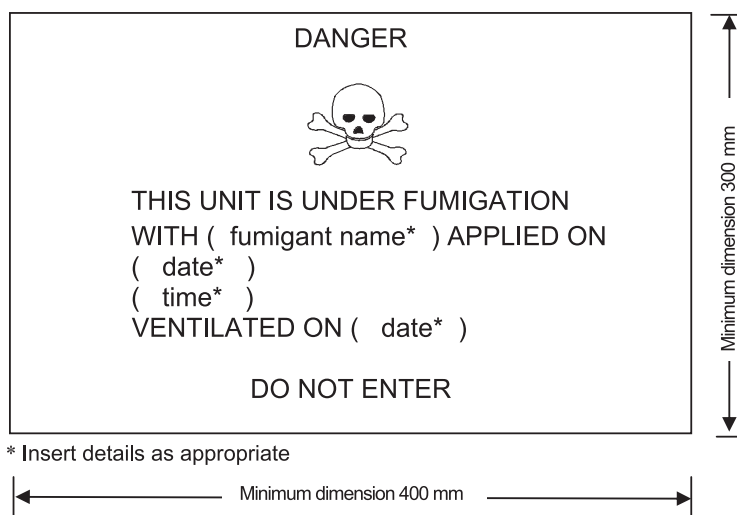 DANGER
THIS UNIT IS UNDER FUMIGATION
WITH ( fumigant name* ) APPLIED ON
( date* )
( time* )
VENTILATED ON ( date* )
DO NOT ENTER
Minimum dimension 300 mm
* Insert details as appropriate
Minimum dimension 400 mm